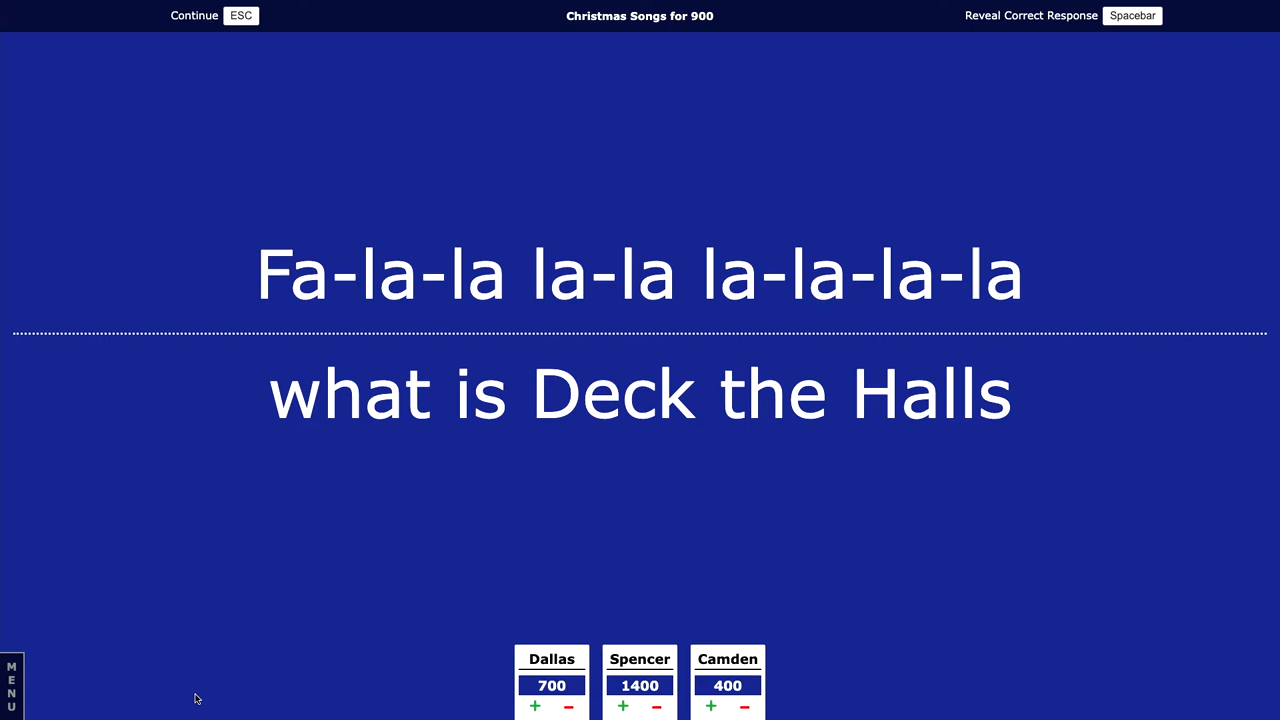 Continue ESC Christmas Songs for 900 Reveal Correct Response Spacebar
Fa-la-la la-la la-la-la-la
what is Deck the Halls
MENU
Dallas Spencer Camden
700 1400 400
+ − + − + −